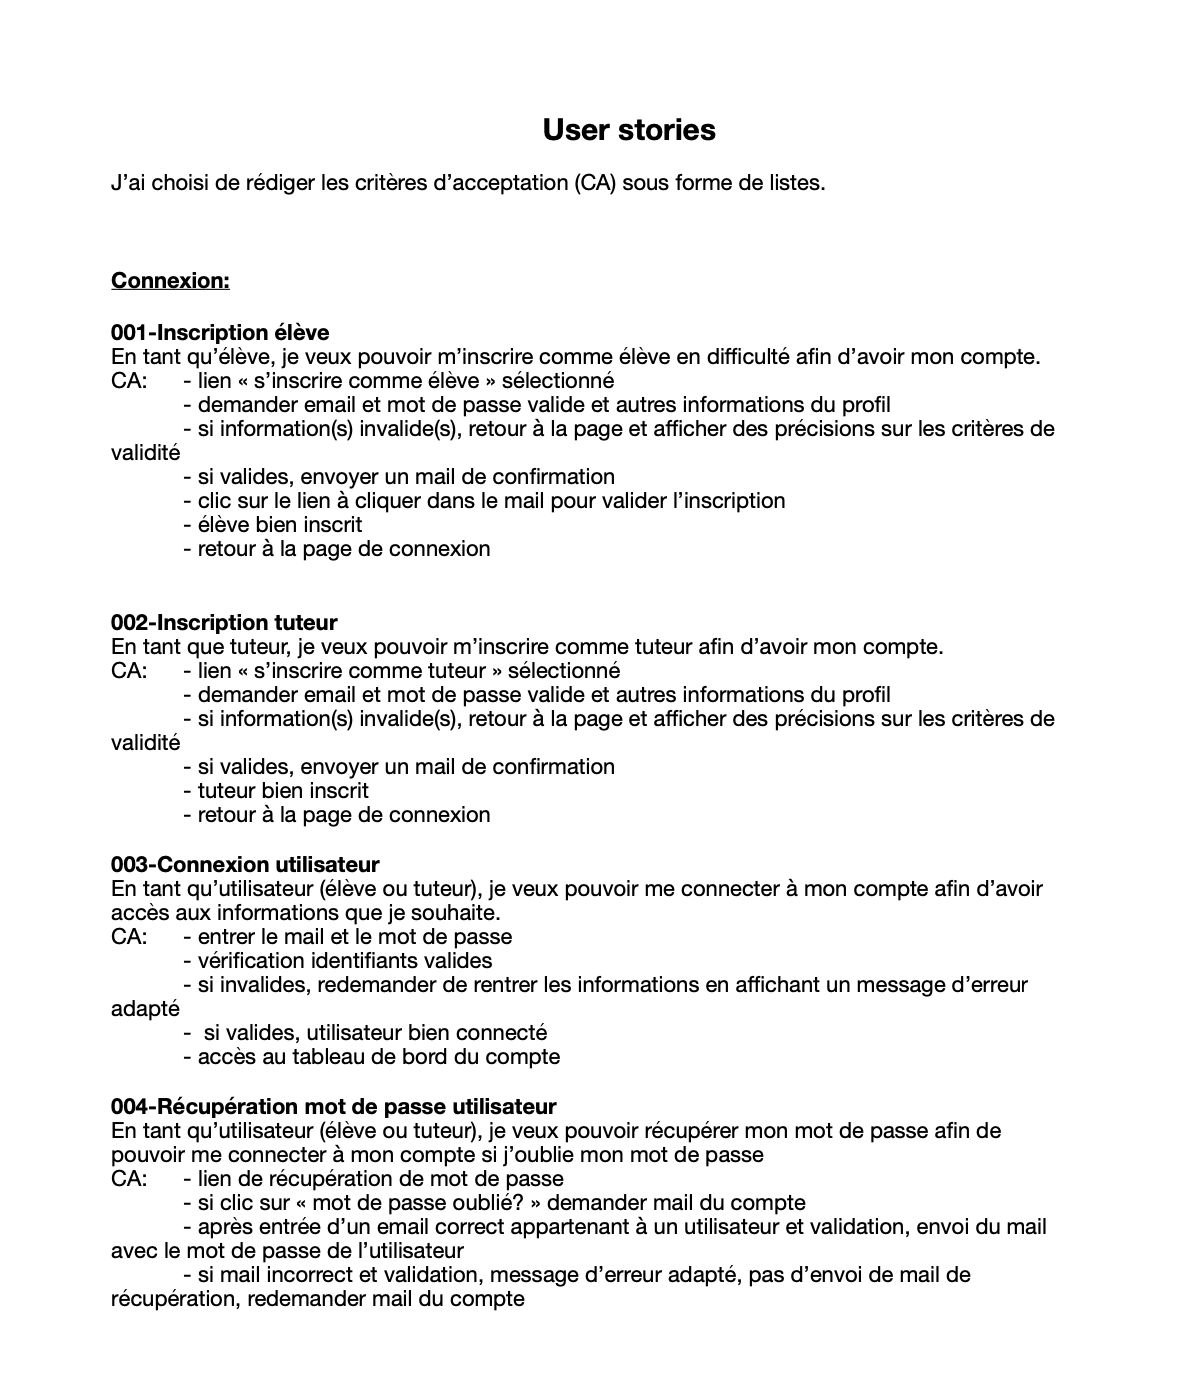 User stories
J’ai choisi de rédiger les critères d’acceptation (CA) sous forme de listes.
Connexion:
001-Inscription élève
En tant qu’élève, je veux pouvoir m’inscrire comme élève en difficulté afin d’avoir mon compte.
CA: - lien « s’inscrire comme élève » sélectionné
- demander email et mot de passe valide et autres informations du profil
- si information(s) invalide(s), retour à la page et afficher des précisions sur les critères de
validité
- si valides, envoyer un mail de confirmation
- clic sur le lien à cliquer dans le mail pour valider l’inscription
- élève bien inscrit
- retour à la page de connexion
002-Inscription tuteur
En tant que tuteur, je veux pouvoir m’inscrire comme tuteur afin d’avoir mon compte.
CA: - lien « s’inscrire comme tuteur » sélectionné
- demander email et mot de passe valide et autres informations du profil
- si information(s) invalide(s), retour à la page et afficher des précisions sur les critères de
validité
- si valides, envoyer un mail de confirmation
- tuteur bien inscrit
- retour à la page de connexion
003-Connexion utilisateur
En tant qu’utilisateur (élève ou tuteur), je veux pouvoir me connecter à mon compte afin d’avoir
accès aux informations que je souhaite.
CA: - entrer le mail et le mot de passe
- vérification identifiants valides
- si invalides, redemander de rentrer les informations en affichant un message d’erreur
adapté
- si valides, utilisateur bien connecté
- accès au tableau de bord du compte
004-Récupération mot de passe utilisateur
En tant qu’utilisateur (élève ou tuteur), je veux pouvoir récupérer mon mot de passe afin de
pouvoir me connecter à mon compte si j’oublie mon mot de passe
CA: - lien de récupération de mot de passe
- si clic sur « mot de passe oublié? » demander mail du compte
- après entrée d’un email correct appartenant à un utilisateur et validation, envoi du mail
avec le mot de passe de l’utilisateur
- si mail incorrect et validation, message d’erreur adapté, pas d’envoi de mail de
récupération, redemander mail du compte